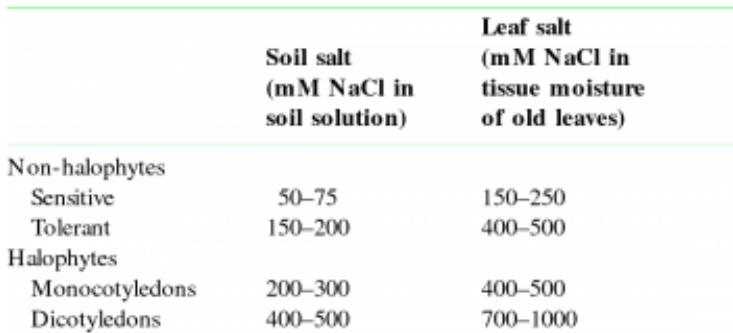 Leaf salt
Soil salt (mM NaCl in
(mM NaCl in tissue moisture
soil solution) of old leaves)
Non-halophytes
Sensitive 50–75 150–250
Tolerant 150–200 400–500
Halophytes
Monocotyledons 200–300 400–500
Dicotyledons 400–500 700–1000